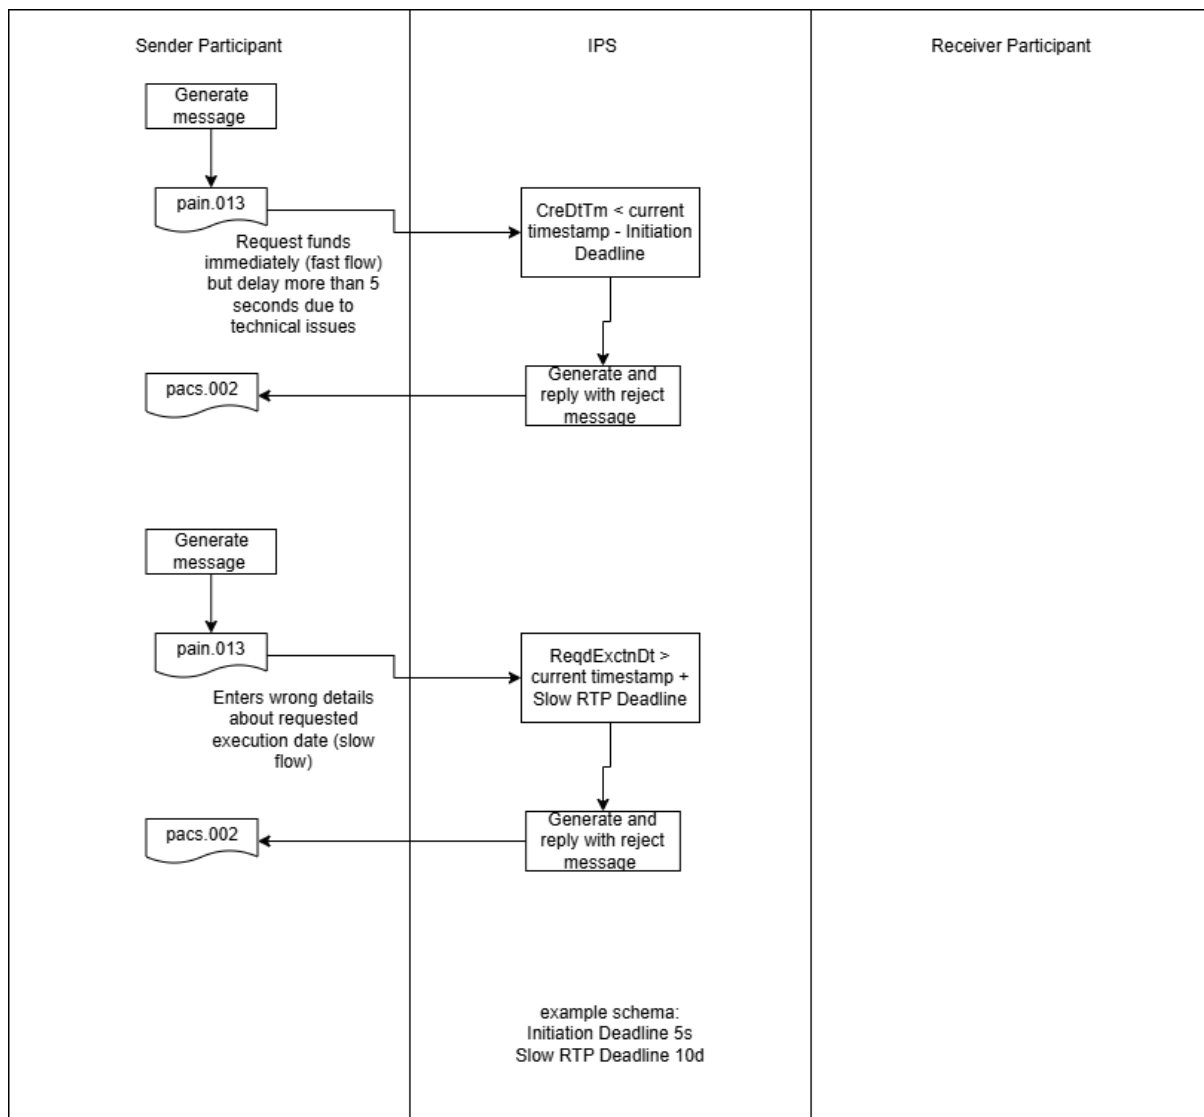 Sender Participant
IPS
Receiver Participant
Generate
message
pain.013
Request funds
immediately (fast flow)
but delay more than 5
seconds due to
technical issues
CreDtTm < current
timestamp - Initiation
Deadline
pacs.002
Generate and
reply with reject
message
Generate
message
pain.013
Enters wrong details
about requested
execution date (slow
flow)
ReqdExctnDt >
current timestamp +
Slow RTP Deadline
pacs.002
Generate and
reply with reject
message
example schema:
Initiation Deadline 5s
Slow RTP Deadline 10d